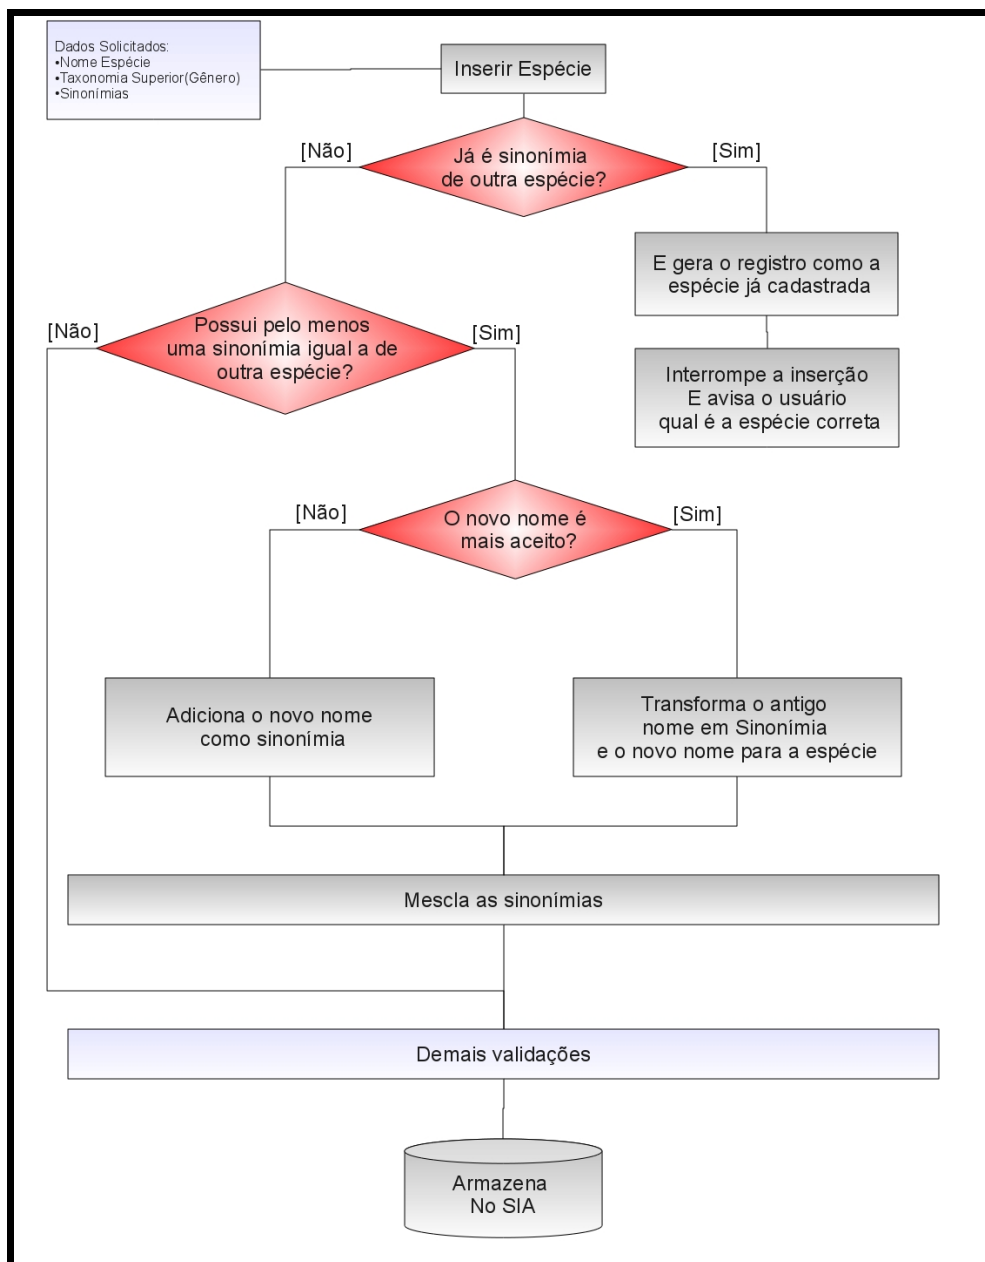 Dados Solicitados:
•Nome Espécie
•Taxonomia Superior(Gênero)
•Sinonímias
Inserir Espécie
[Não]
Já é sinonímia
de outra espécie?
[Sim]
E gera o registro como a
espécie já cadastrada
[Não]
Possui pelo menos
uma sinonímia igual a de
outra espécie?
[Sim]
Interrompe a inserção
E avisa o usuário
qual é a espécie correta
[Não]
O novo nome é
mais aceito?
[Sim]
Adiciona o novo nome
como sinonímia
Transforma o antigo
nome em Sinonímia
e o novo nome para a espécie
Mescla as sinonímias
Demais validações
Armazena
No SIA